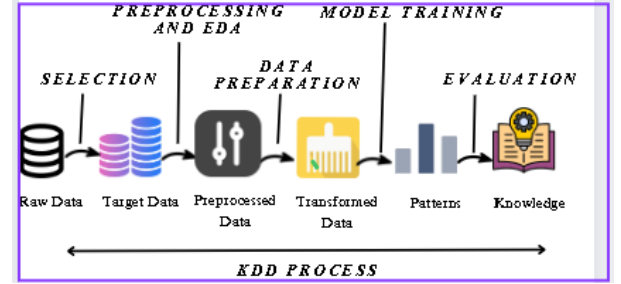 PREPROCESSING
AND EDA
MODEL TRAINING
SELECTION
DATA
PREPARATION
EVALUATION
Raw Data
Target Data
Preprocessed
Data
Transformed
Data
Patterns
Knowledge
KDD PROCESS